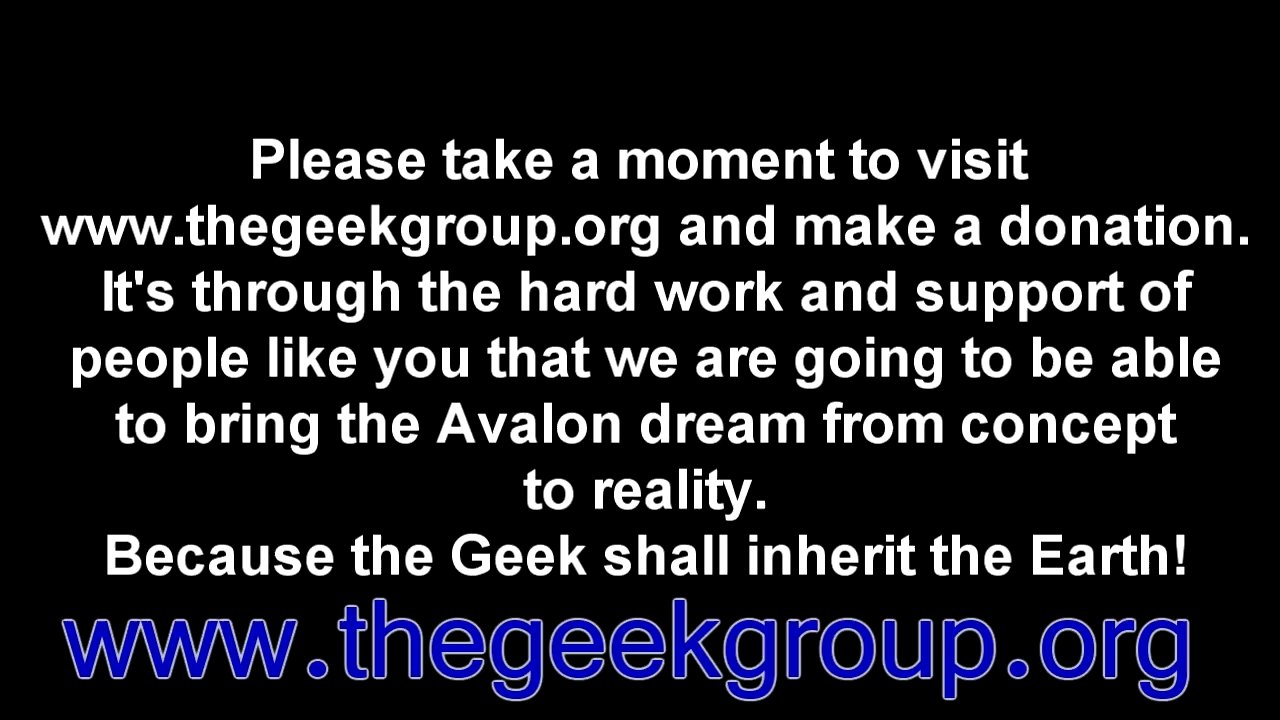 Please take a moment to visit
www.thegeekgroup.org and make a donation.
It's through the hard work and support of
people like you that we are going to be able
to bring the Avalon dream from concept
to reality.
Because the Geek shall inherit the Earth!
www.thegeekgroup.org